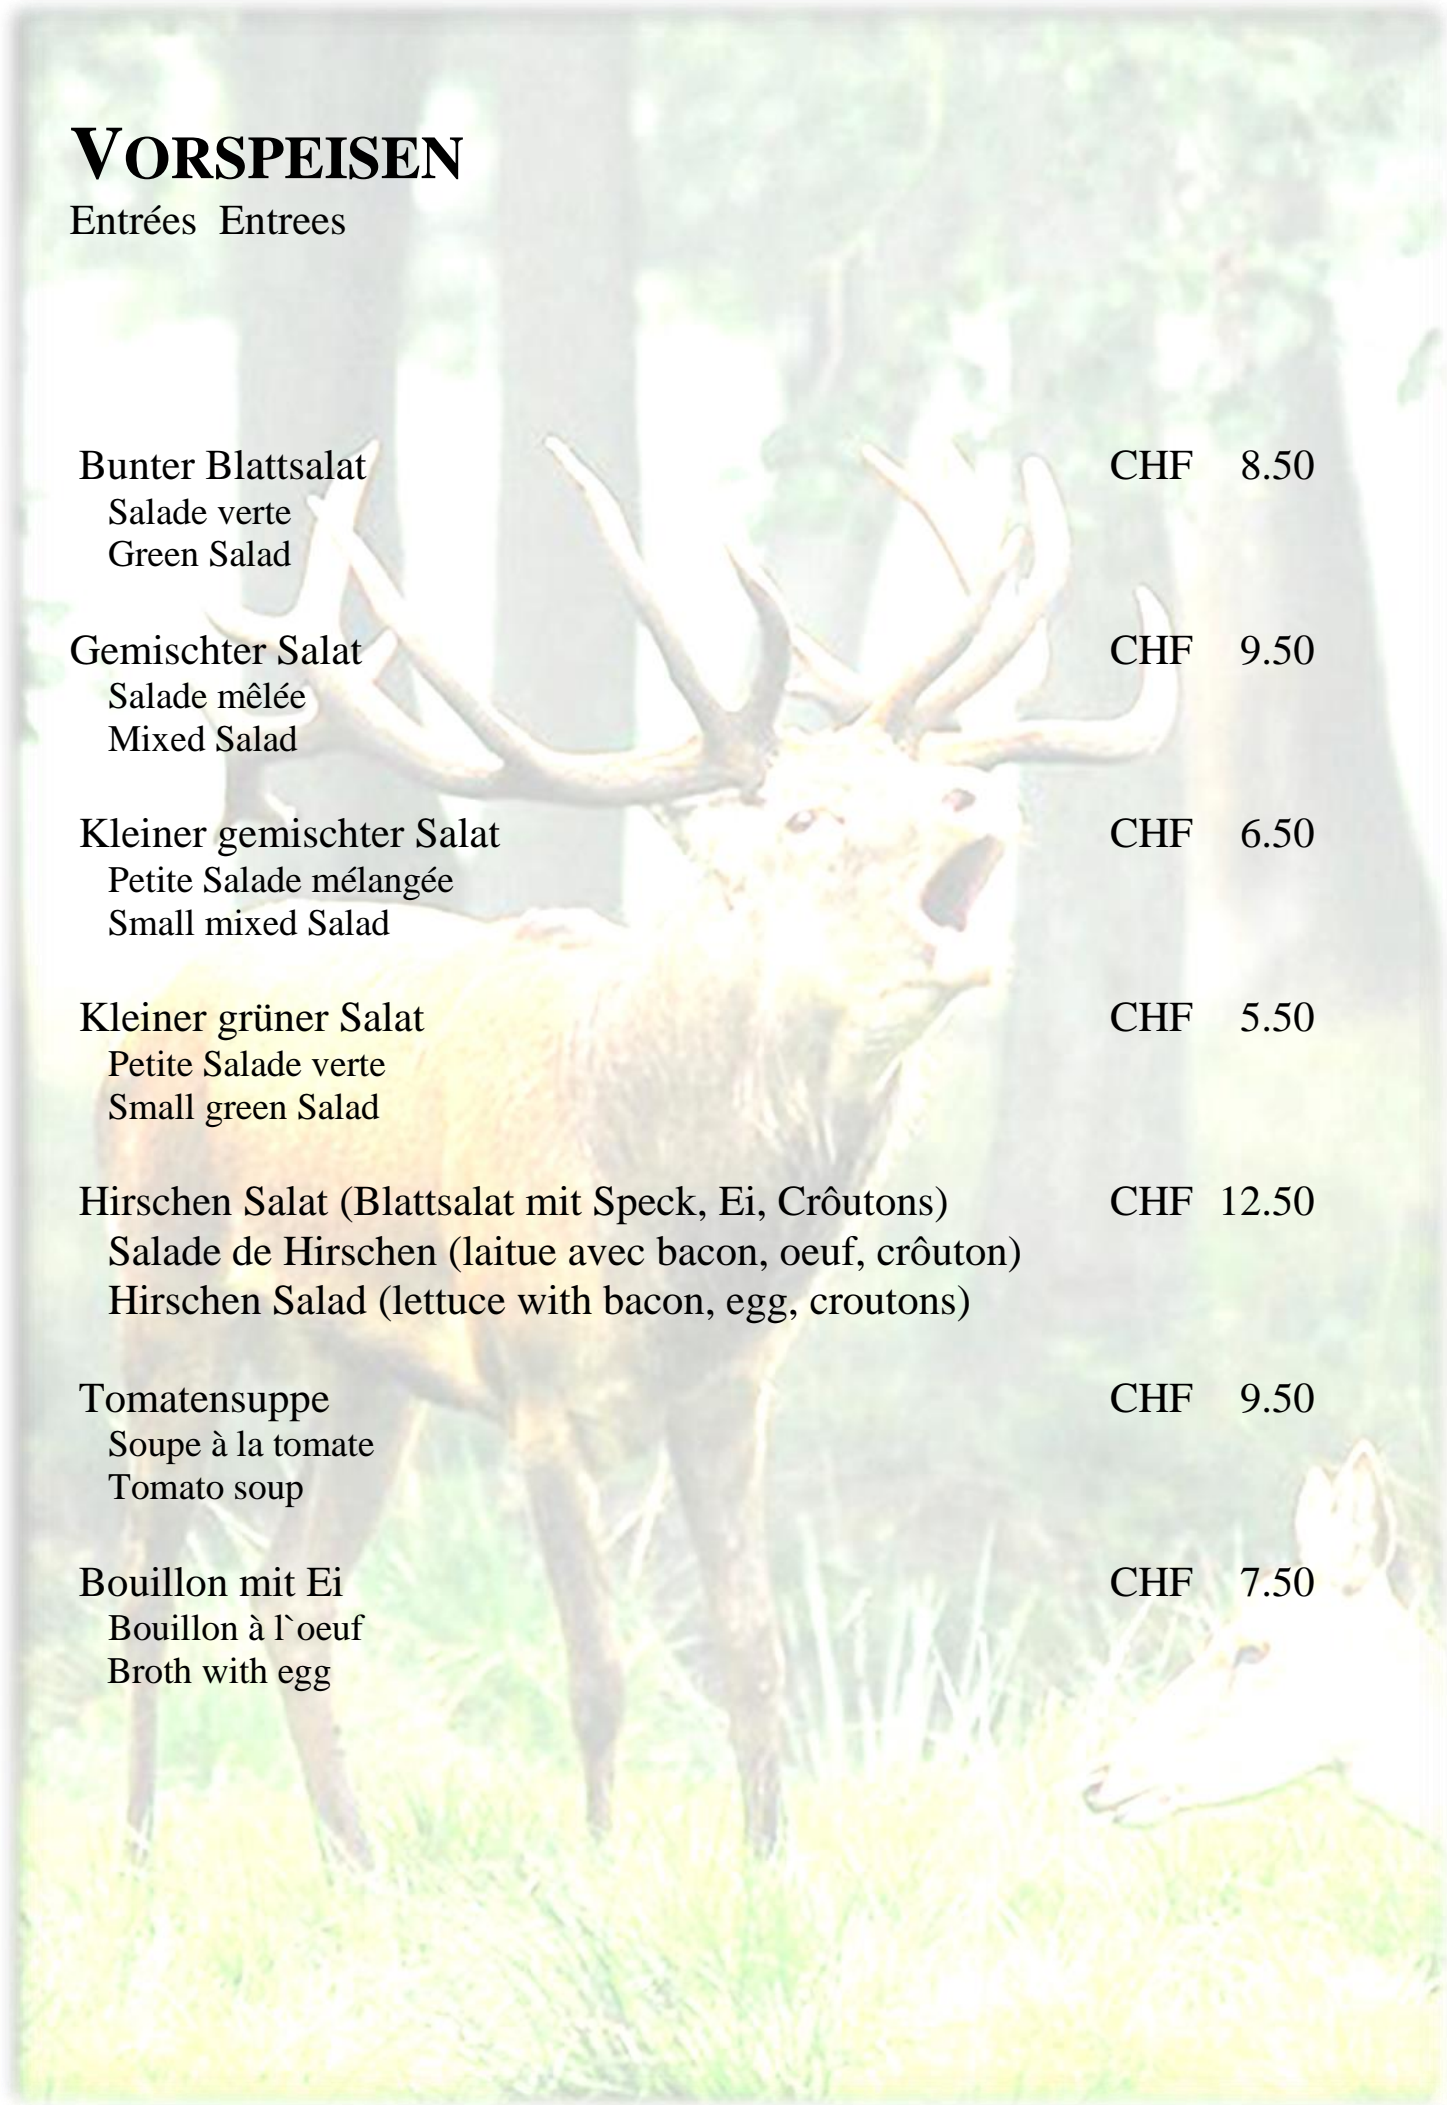 VORSPEISEN
Entrées Entrees
Bunter Blattsalat CHF 8.50
Salade verte
Green Salad
Gemischter Salat CHF 9.50
Salade mêlée
Mixed Salad
Kleiner gemischter Salat CHF 6.50
Petite Salade mélangée
Small mixed Salad
Kleiner grüner Salat CHF 5.50
Petite Salade verte
Small green Salad
Hirschen Salat (Blattsalat mit Speck, Ei, Crôutons) CHF 12.50
Salade de Hirschen (laitue avec bacon, oeuf, crôuton)
Hirschen Salad (lettuce with bacon, egg, croutons)
Tomatensuppe CHF 9.50
Soupe à la tomate
Tomato soup
Bouillon mit Ei CHF 7.50
Bouillon à l`oeuf
Broth with egg